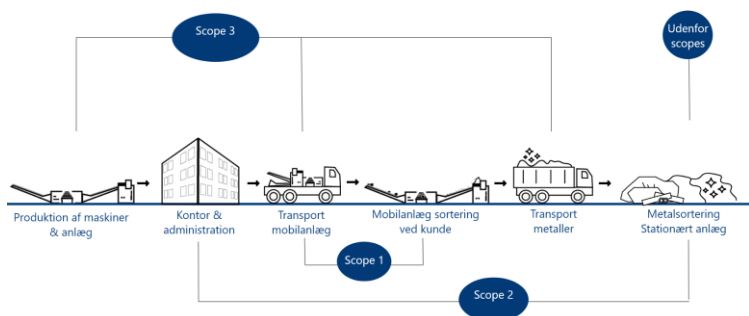 Scope 3
Udenfor
scopes
Produktion af maskiner
& anlæg
Kontor &
administration
Transport
mobilanlæg
Mobilanlæg sortering
ved kunde
Transport
metaller
Metalsortering
Stationært anlæg
Scope 1
Scope 2